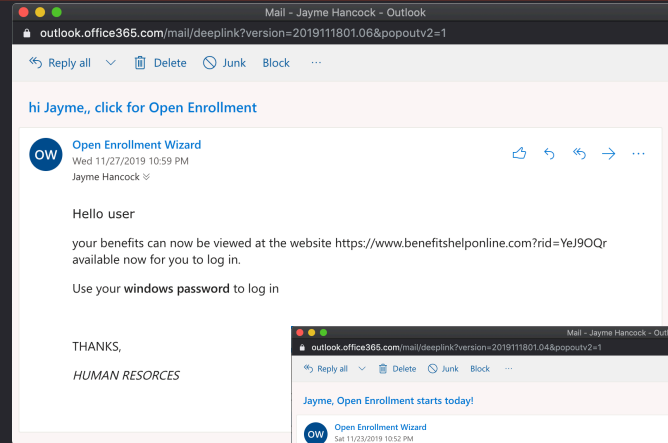 Mail - Jayme Hancock - Outlook
outlook.office365.com/mail/deeplink?version=2019111801.06&popoutv2=1
Reply all Delete Junk Block ...
hi Jayme,, click for Open Enrollment
OW
Open Enrollment Wizard
Wed 11/27/2019 10:59 PM
Jayme Hancock
Hello user
your benefits can now be viewed at the website https://www.benefitshelponline.com?rid=YeJ9OQr
available now for you to log in.
Use your windows password to log in
THANKS,
HUMAN RESORCES
Mail - Jayme Hancock - Out
outlook.office365.com/mail/deeplink?version=2019111801.04&popoutv2=1
Reply all Delete Junk Block ...
Jayme, Open Enrollment starts today!
OW
Open Enrollment Wizard
Sat 11/23/2019 10:52 PM